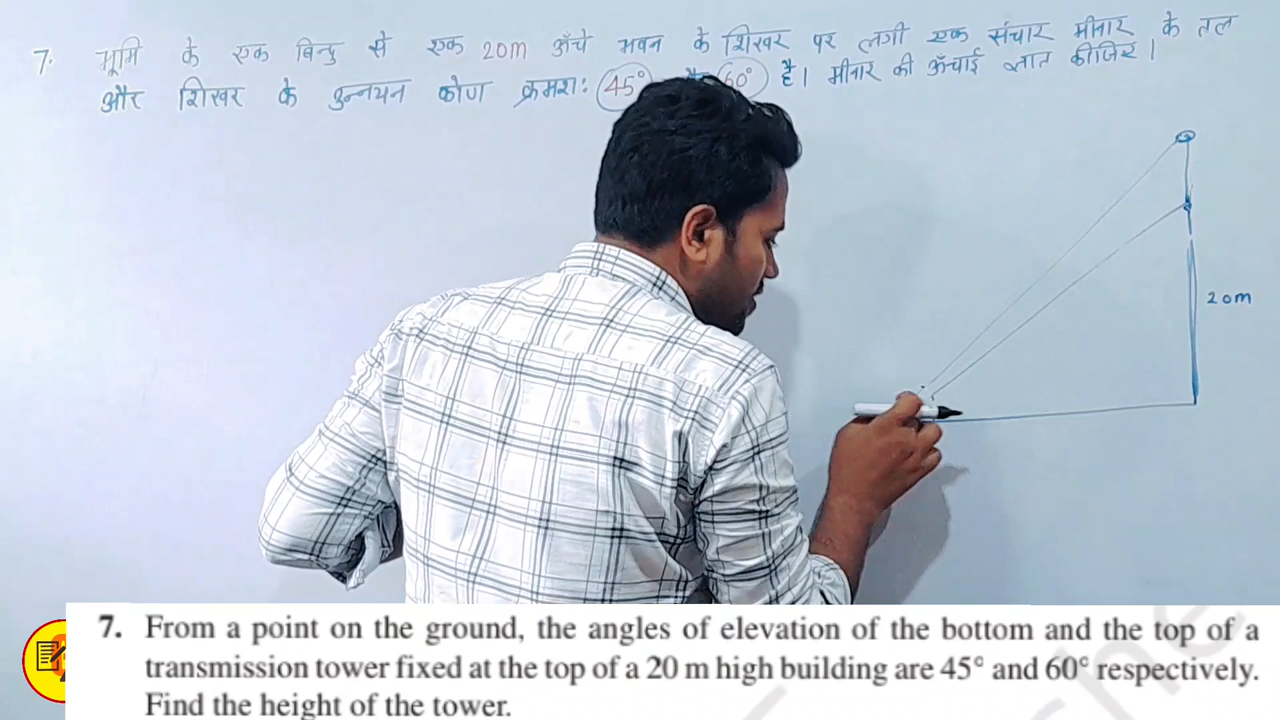 7. भूमि के एक बिन्दु से एक 20m ऊँचे भवन के शिखर पर लगी एक संचार मीनार के तल
और शिखर के उन्नयन कोण क्रमशः 45° 60° है। मीनार की ऊँचाई ज्ञात कीजिए।
20m
7. From a point on the ground, the angles of elevation of the bottom and the top of a
transmission tower fixed at the top of a 20 m high building are 45° and 60° respectively.
Find the height of the tower.